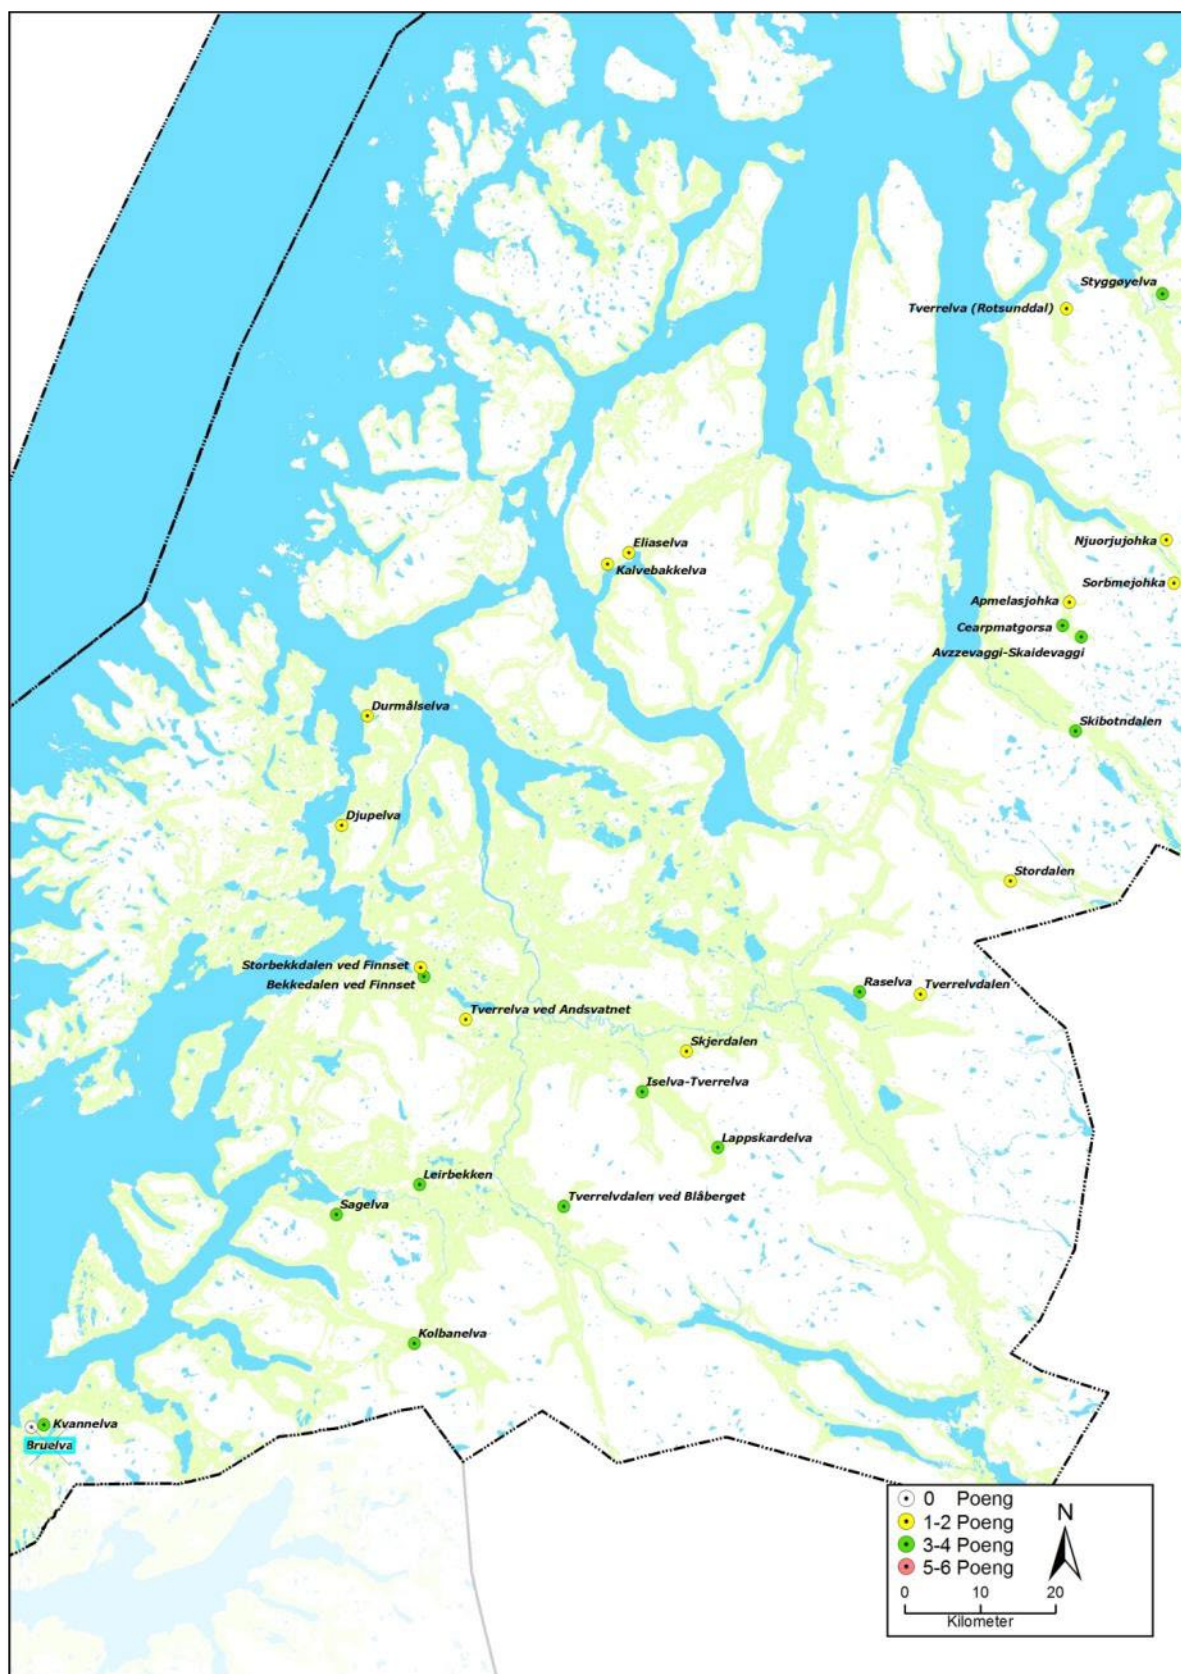 Styggøyelva
Tverrelva (Rotsunddal)
Eliaselva
Kalvebakkelva
Njuorjujohka
Sorbmejohka
Apmelasjohka
Cearpmatgorsa
Avzzevaggi-Skaidevaggi
Durmålselva
Skibotndalen
Djupelva
Stordalen
Storbekkdalen ved Finnset
Bekkedalen ved Finnset
Raselva
Tverrelvdalen
Tverrelva ved Andsvatnet
Skjerdalen
Iselva-Tverrelva
Lappskardelva
Leirbekken
Tverrelvdalen ved Blåberget
Sagelva
Kolbanelva
Kvannelva
Bruelva
0 Poeng
1-2 Poeng
3-4 Poeng
5-6 Poeng
N
0 10 20
Kilometer